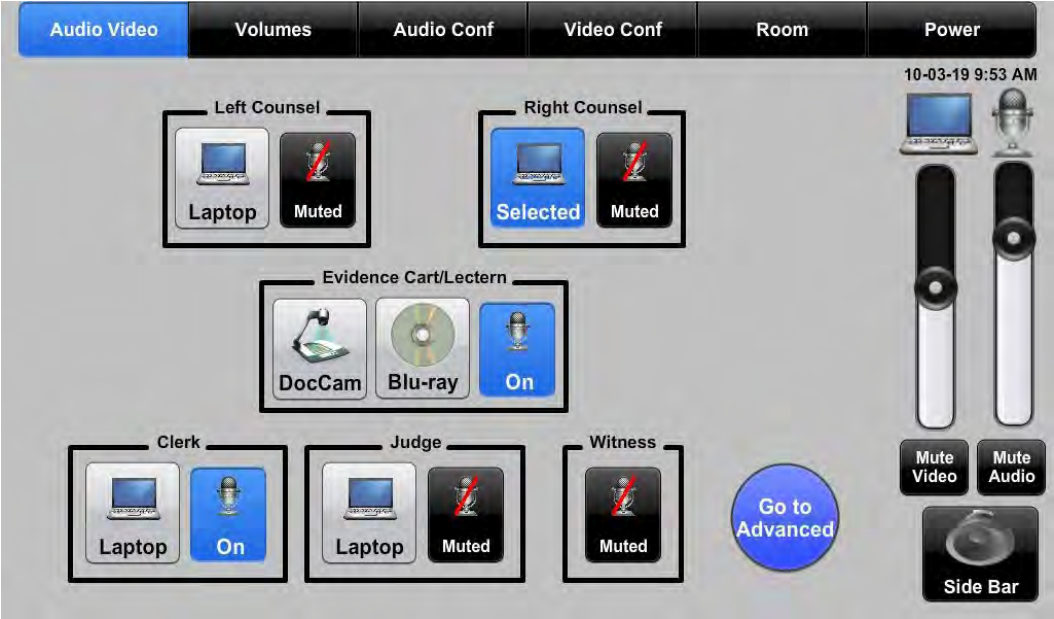 Audio Video
Volumes
Audio Conf
Video Conf
Room
Power
10-03-19 9:53 AM
Left Counsel
Laptop
Muted
Right Counsel
Selected
Muted
Evidence Cart/Lectern
DocCam
Blu-ray
On
Clerk
Laptop
On
Judge
Laptop
Muted
Witness
Muted
Go to
Advanced
Mute
Video
Mute
Audio
Side Bar